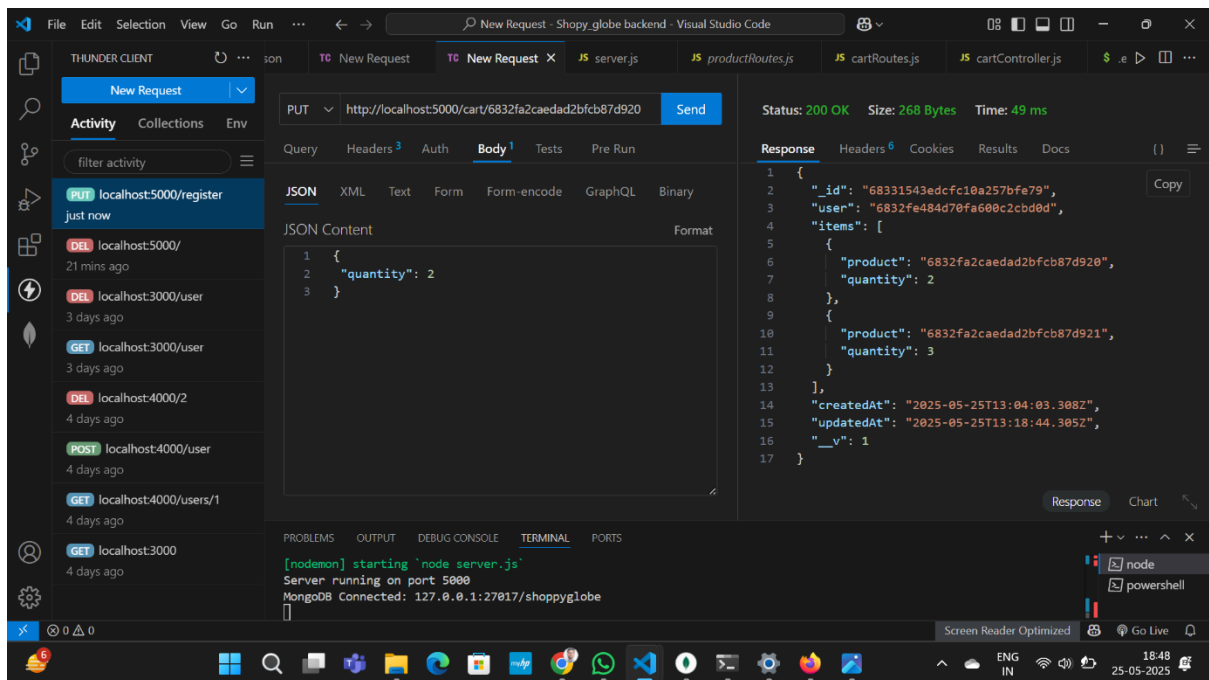 File Edit Selection View Go Run ··· New Request - Shopy_globe backend - Visual Studio Code
THUNDER CLIENT
son TC New Request TC New Request JS server.js JS productRoutes.js JS cartRoutes.js JS cartController.js $ .e
New Request
Activity Collections Env
filter activity
PUT localhost:5000/register
just now
DEL localhost:5000/
21 mins ago
DEL localhost:3000/user
3 days ago
GET localhost:3000/user
3 days ago
DEL localhost:4000/2
4 days ago
POST localhost:4000/user
4 days ago
GET localhost:4000/users/1
4 days ago
GET localhost:3000
4 days ago
PUT http://localhost:5000/cart/6832fa2caedad2bfcb87d920 Send
Query Headers 3 Auth Body 1 Tests Pre Run
JSON XML Text Form Form-encode GraphQL Binary
JSON Content Format
1 {
2 "quantity": 2
3 }
Status: 200 OK Size: 268 Bytes Time: 49 ms
Response Headers 6 Cookies Results Docs {}
Copy
1 {
2 "_id": "68331543edcfc10a257bfe79",
3 "user": "6832fe484d70fa600c2cbd0d",
4 "items": [
5 {
6 "product": "6832fa2caedad2bfcb87d920",
7 "quantity": 2
8 },
9 {
10 "product": "6832fa2caedad2bfcb87d921",
11 "quantity": 3
12 }
13 ],
14 "createdAt": "2025-05-25T13:04:03.308Z",
15 "updatedAt": "2025-05-25T13:18:44.305Z",
16 "__v": 1
17 }
Response Chart
PROBLEMS OUTPUT DEBUG CONSOLE TERMINAL PORTS
[nodemon] starting `node server.js`
Server running on port 5000
MongoDB Connected: 127.0.0.1:27017/shoppyglobe
node
powershell
0 0 Screen Reader Optimized Go Live
6 myhp ENG
IN
18:48
25-05-2025